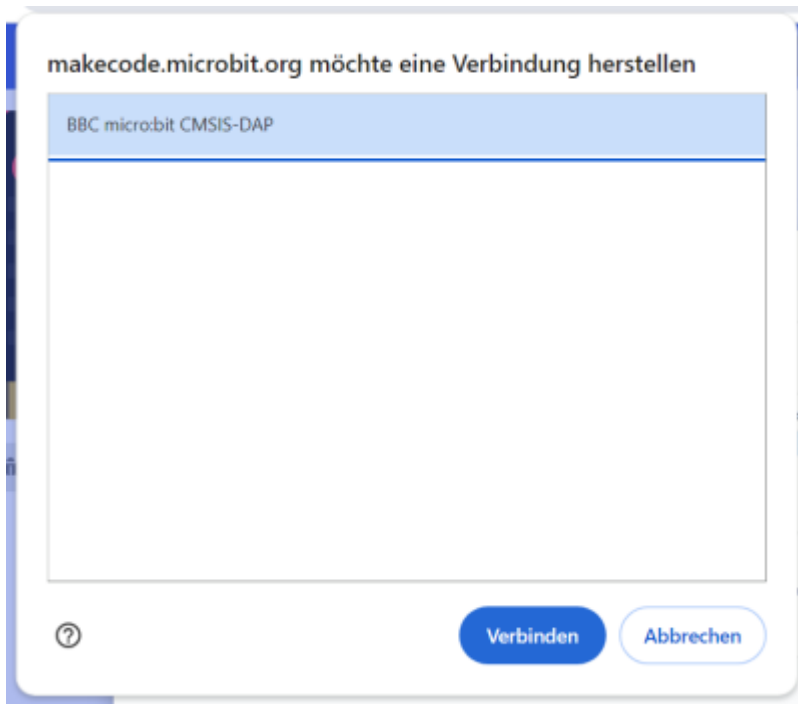 makecode.microbit.org möchte eine Verbindung herstellen
BBC micro:bit CMSIS-DAP
Verbinden Abbrechen